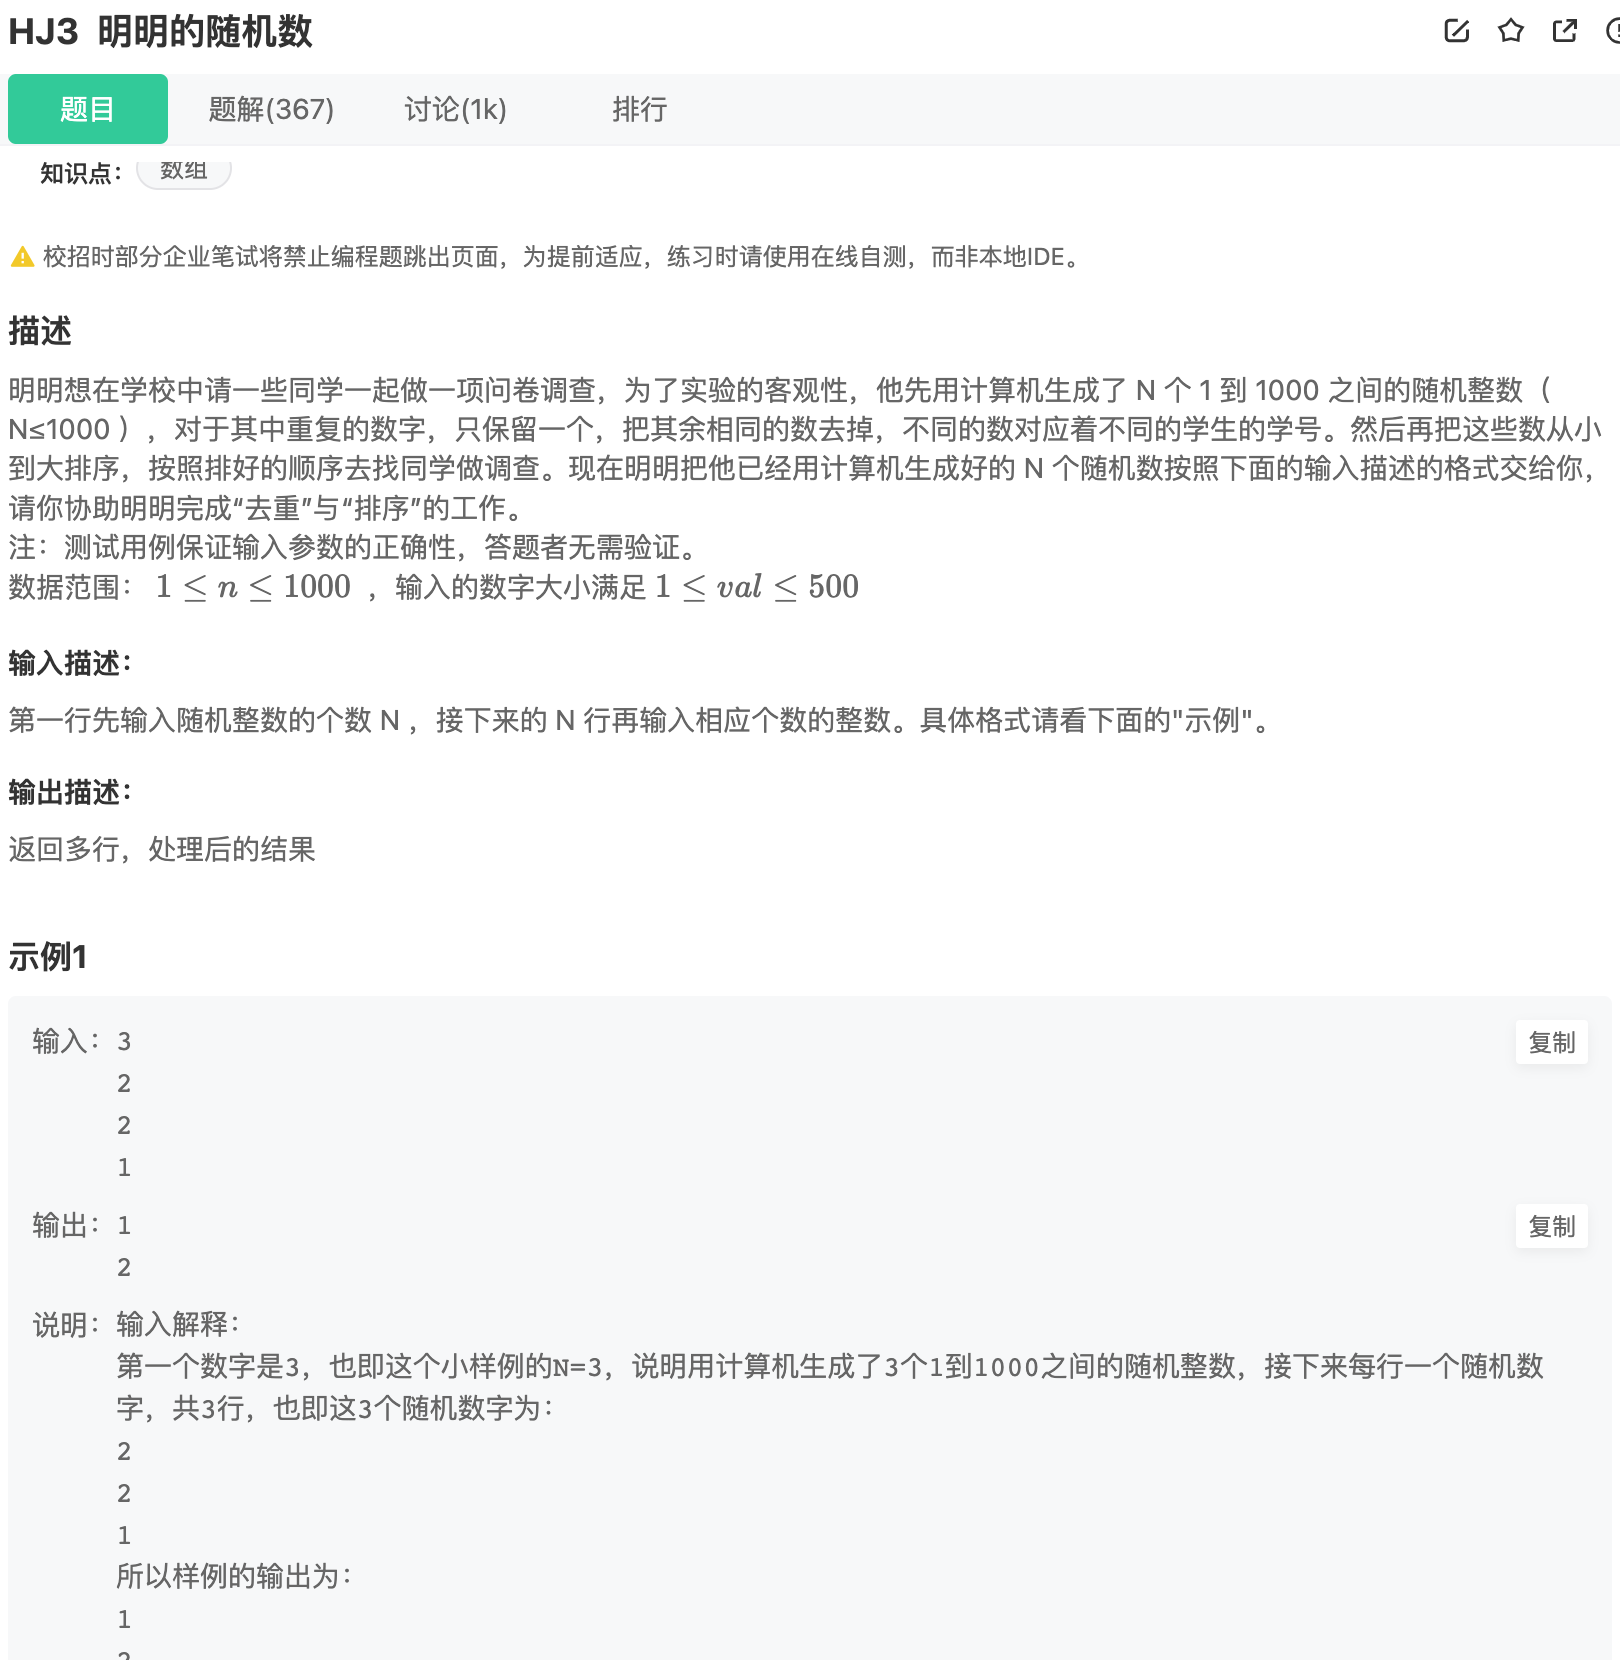 HJ3 明明的随机数
题目 题解(367) 讨论(1k) 排行
知识点： 数组
校招时部分企业笔试将禁止编程题跳出页面，为提前适应，练习时请使用在线自测，而非本地IDE。
描述
明明想在学校中请一些同学一起做一项问卷调查，为了实验的客观性，他先用计算机生成了 N 个 1 到 1000 之间的随机整数（
N≤1000 ），对于其中重复的数字，只保留一个，把其余相同的数去掉，不同的数对应着不同的学生的学号。然后再把这些数从小
到大排序，按照排好的顺序去找同学做调查。现在明明把他已经用计算机生成好的 N 个随机数按照下面的输入描述的格式交给你，
请你协助明明完成“去重”与“排序”的工作。
注：测试用例保证输入参数的正确性，答题者无需验证。
数据范围： 1 ≤ n ≤ 1000 ，输入的数字大小满足 1 ≤ val ≤ 500
输入描述：
第一行先输入随机整数的个数 N ，接下来的 N 行再输入相应个数的整数。具体格式请看下面的"示例"。
输出描述：
返回多行，处理后的结果
示例1
输入：3 复制
2
2
1
输出：1 复制
2
说明：输入解释：
第一个数字是3，也即这个小样例的N=3，说明用计算机生成了3个1到1000之间的随机整数，接下来每行一个随机数
字，共3行，也即这3个随机数字为：
2
2
1
所以样例的输出为：
1